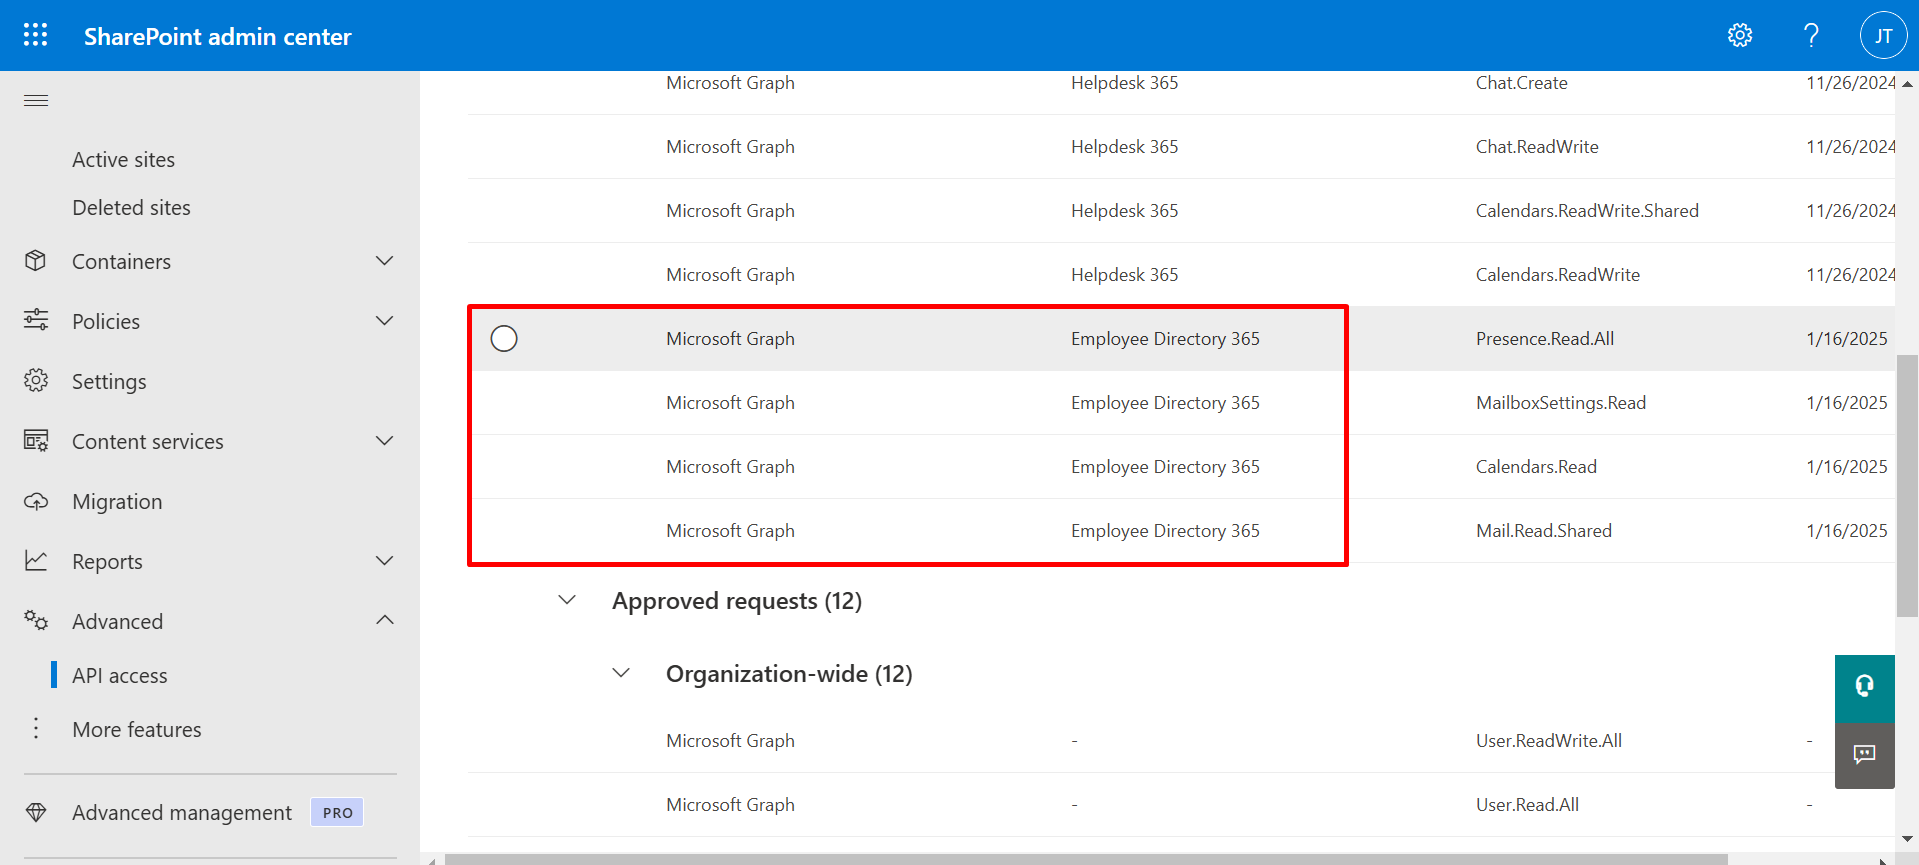 SharePoint admin center
JT
Active sites
Deleted sites
Containers
Policies
Settings
Content services
Migration
Reports
Advanced
API access
More features
Advanced management PRO
Microsoft Graph Helpdesk 365 Chat.Create 11/26/2024
Microsoft Graph Helpdesk 365 Chat.ReadWrite 11/26/2024
Microsoft Graph Helpdesk 365 Calendars.ReadWrite.Shared 11/26/2024
Microsoft Graph Helpdesk 365 Calendars.ReadWrite 11/26/2024
Microsoft Graph Employee Directory 365 Presence.Read.All 1/16/2025
Microsoft Graph Employee Directory 365 MailboxSettings.Read 1/16/2025
Microsoft Graph Employee Directory 365 Calendars.Read 1/16/2025
Microsoft Graph Employee Directory 365 Mail.Read.Shared 1/16/2025
Approved requests (12)
Organization-wide (12)
Microsoft Graph - User.ReadWrite.All -
Microsoft Graph - User.Read.All -